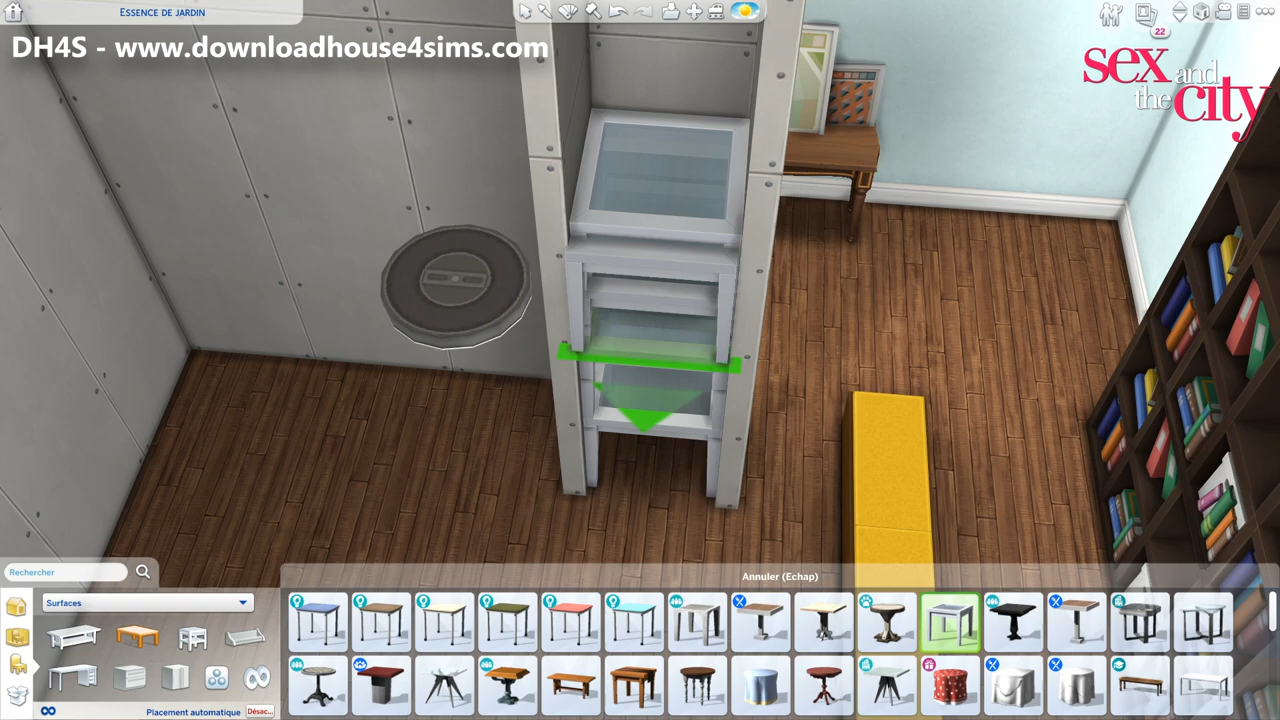 ESSENCE DE JARDIN
22
DH4S - www.downloadhouse4sims.com
sex and
the city
Annuler (Echap)
Rechercher
Surfaces
Placement automatique
Désac...